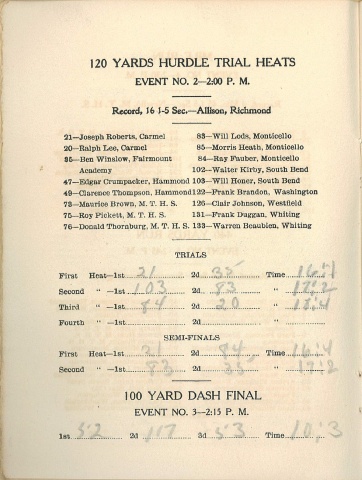 120 YARDS HURDLE TRIAL HEATS
EVENT NO. 2—2:00 P. M.
Record, 16 1-5 Sec.—Allison, Richmond
21—Joseph Roberts, Carmel
20—Ralph Lee, Carmel
35—Ben Winslow, Fairmount
Academy
47—Edgar Crumpacker, Hammond
49—Clarence Thompson, Hammond
73—Maurice Brown, M. T. H. S.
75—Roy Pickett, M. T. H. S.
76—Donald Thornburg, M. T. H. S.
83—Will Lods, Monticello
85—Morris Heath, Monticello
84—Ray Fauber, Monticello
102—Walter Kirby, South Bend
103—Will Honer, South Bend
122—Frank Brandon, Washington
126—Clair Johnson, Westfield
131—Frank Duggan, Whiting
133—Warren Beaubien, Whiting
TRIALS
First Heat—1st 21 2d 35 Time 16:4
Second " —1st 103 2d 83 " 17:2
Third " —1st 84 2d 20 " 17:4
Fourth " —1st 2d "
SEMI-FINALS
First Heat—1st 21 2d 84 Time 16:4
Second " —1st 83 2d 35 " 17:2
100 YARD DASH FINAL
EVENT NO. 3—2:15 P. M.
1st 52 2d 117 3d 53 Time 10:3